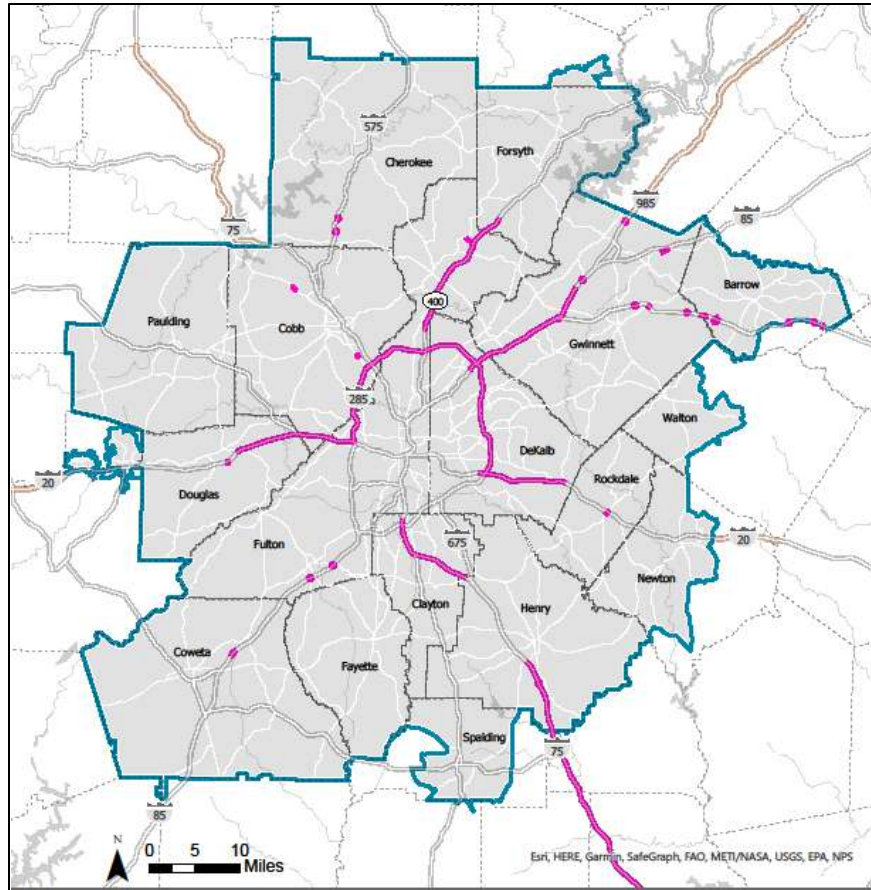 575
Cherokee
Forsyth
75
985
85
Barrow
400
Paulding
Cobb
Gwinnett
285
Walton
DeKalb
Rockdale
20
Douglas
Fulton
675
20
Newton
Clayton
Henry
Coweta
Fayette
Spalding
75
85
N
0 5 10
Miles
Esri, HERE, Garmin, SafeGraph, FAO, METI/NASA, USGS, EPA, NPS